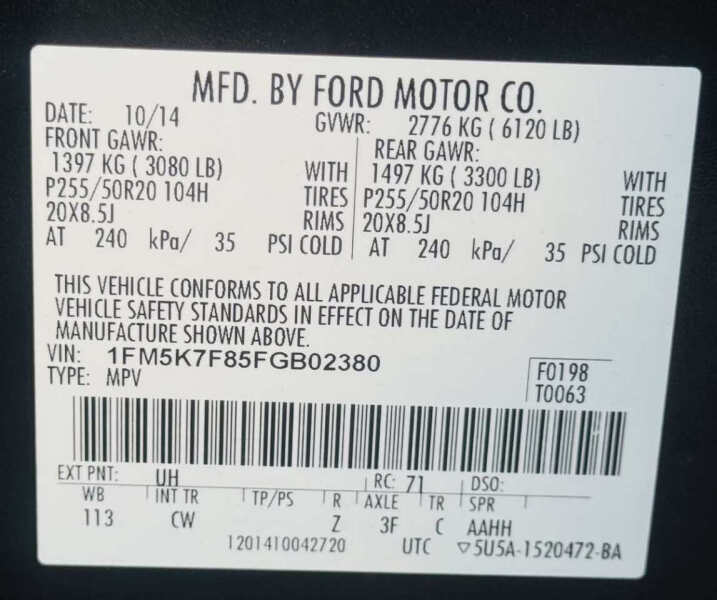 MFD. BY FORD MOTOR CO.
DATE: 10/14 GVWR: 2776 KG ( 6120 LB)
FRONT GAWR: REAR GAWR:
1397 KG ( 3080 LB) WITH 1497 KG ( 3300 LB) WITH
P255/50R20 104H TIRES P255/50R20 104H TIRES
20X8.5J RIMS 20X8.5J RIMS
AT 240 kPa/ 35 PSI COLD AT 240 kPa/ 35 PSI COLD
THIS VEHICLE CONFORMS TO ALL APPLICABLE FEDERAL MOTOR
VEHICLE SAFETY STANDARDS IN EFFECT ON THE DATE OF
MANUFACTURE SHOWN ABOVE.
VIN: 1FM5K7F85FGB02380 F0198
TYPE: MPV T0063
EXT PNT: UH RC: 71 DSO:
WB INT TR TP/PS R AXLE TR SPR
113 CW Z 3F C AAHH
1201410042720 UTC ▽5U5A-1520472-BA